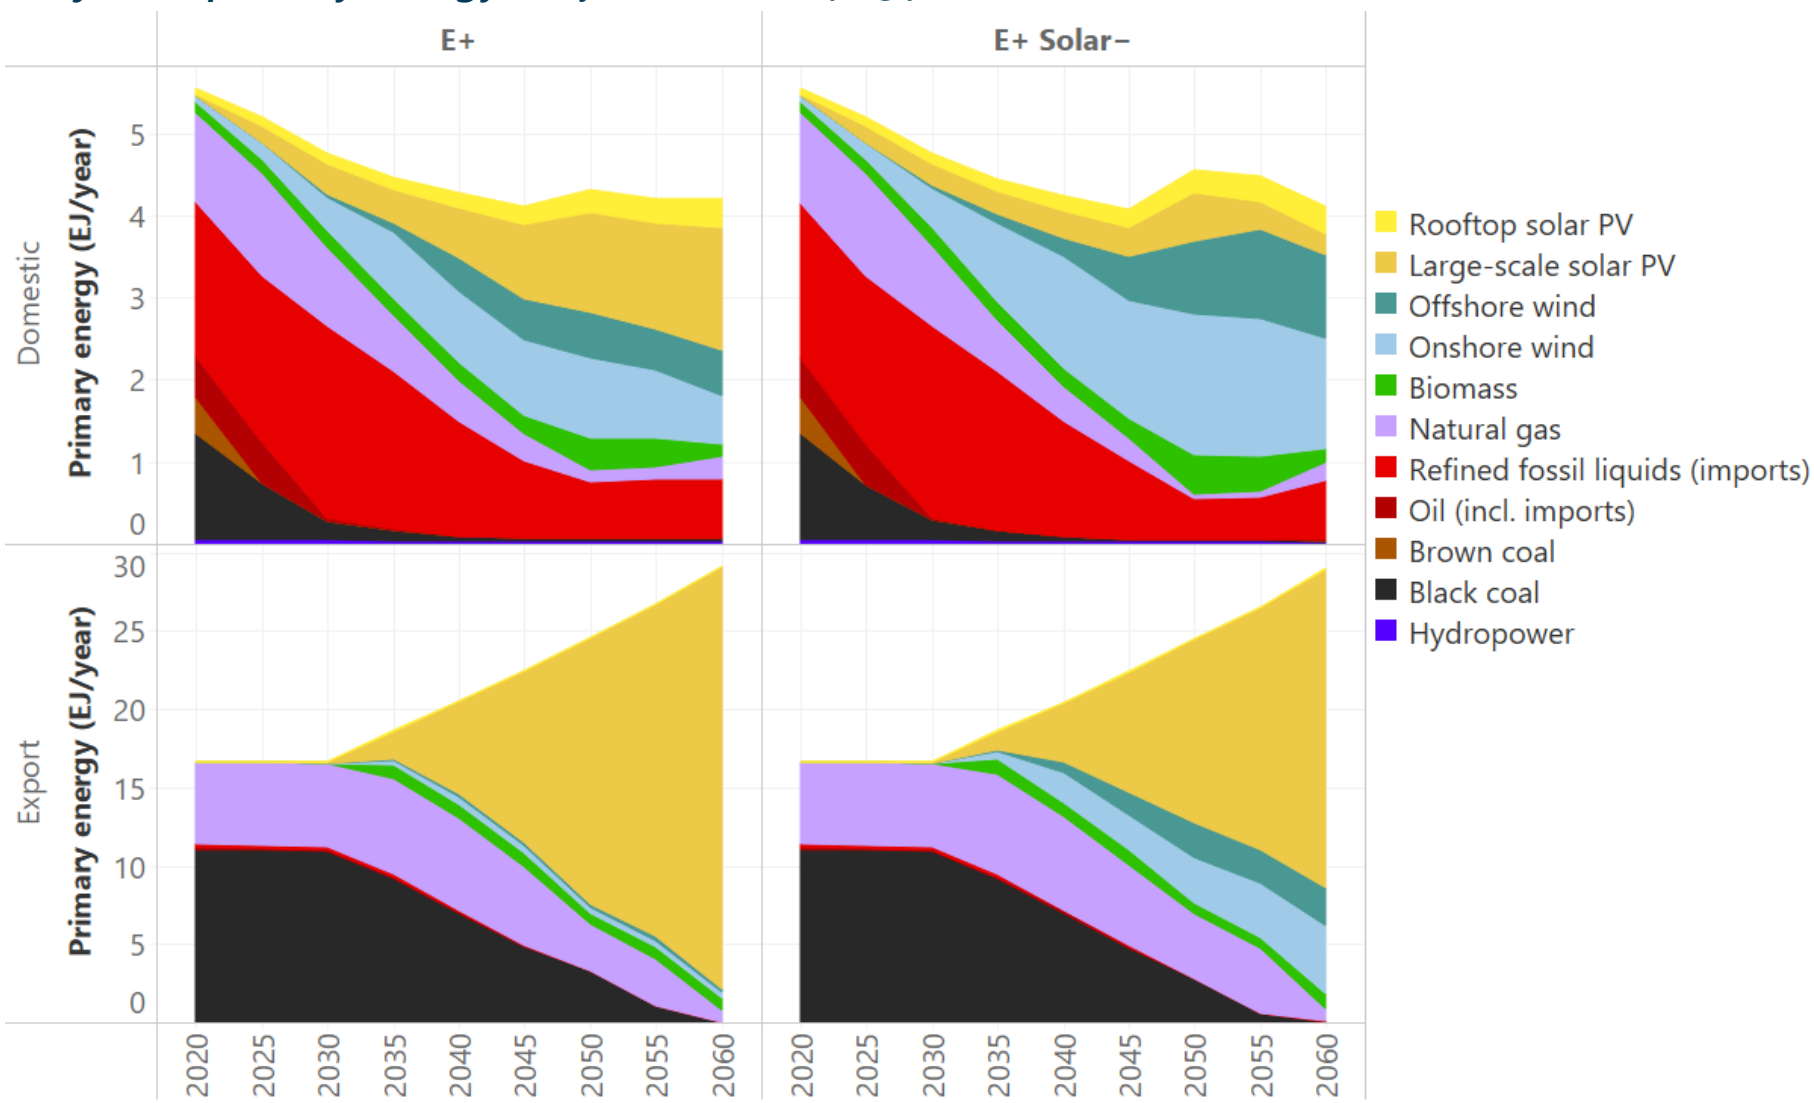 E+
E+ Solar−
Domestic
Primary energy (EJ/year)
5
4
3
2
1
0
Export
Primary energy (EJ/year)
30
25
20
15
10
5
0
2020
2025
2030
2035
2040
2045
2050
2055
2060
2020
2025
2030
2035
2040
2045
2050
2055
2060
Rooftop solar PV
Large-scale solar PV
Offshore wind
Onshore wind
Biomass
Natural gas
Refined fossil liquids (imports)
Oil (incl. imports)
Brown coal
Black coal
Hydropower